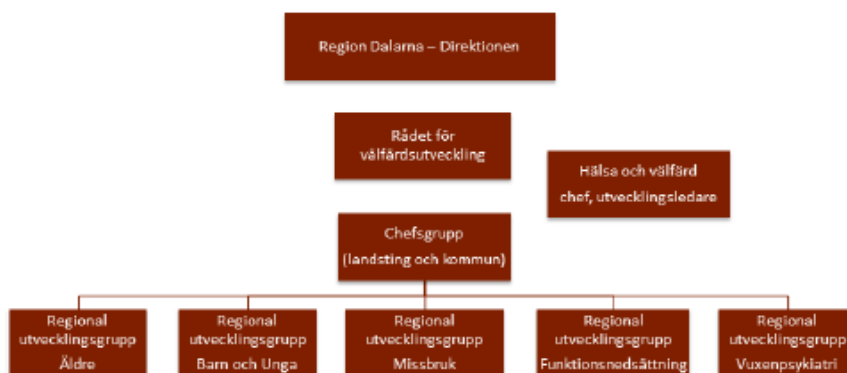 Region Dalarna – Direktionen
Rådet för
välfärdsutveckling
Hälsa och välfärd
chef, utvecklingsledare
Chefsgrupp
(landsting och kommun)
Regional
utvecklingsgrupp
Äldre
Regional
utvecklingsgrupp
Barn och Unga
Regional
utvecklingsgrupp
Missbruk
Regional
utvecklingsgrupp
Funktionsnedsättning
Regional
utvecklingsgrupp
Vuxenpsykiatri